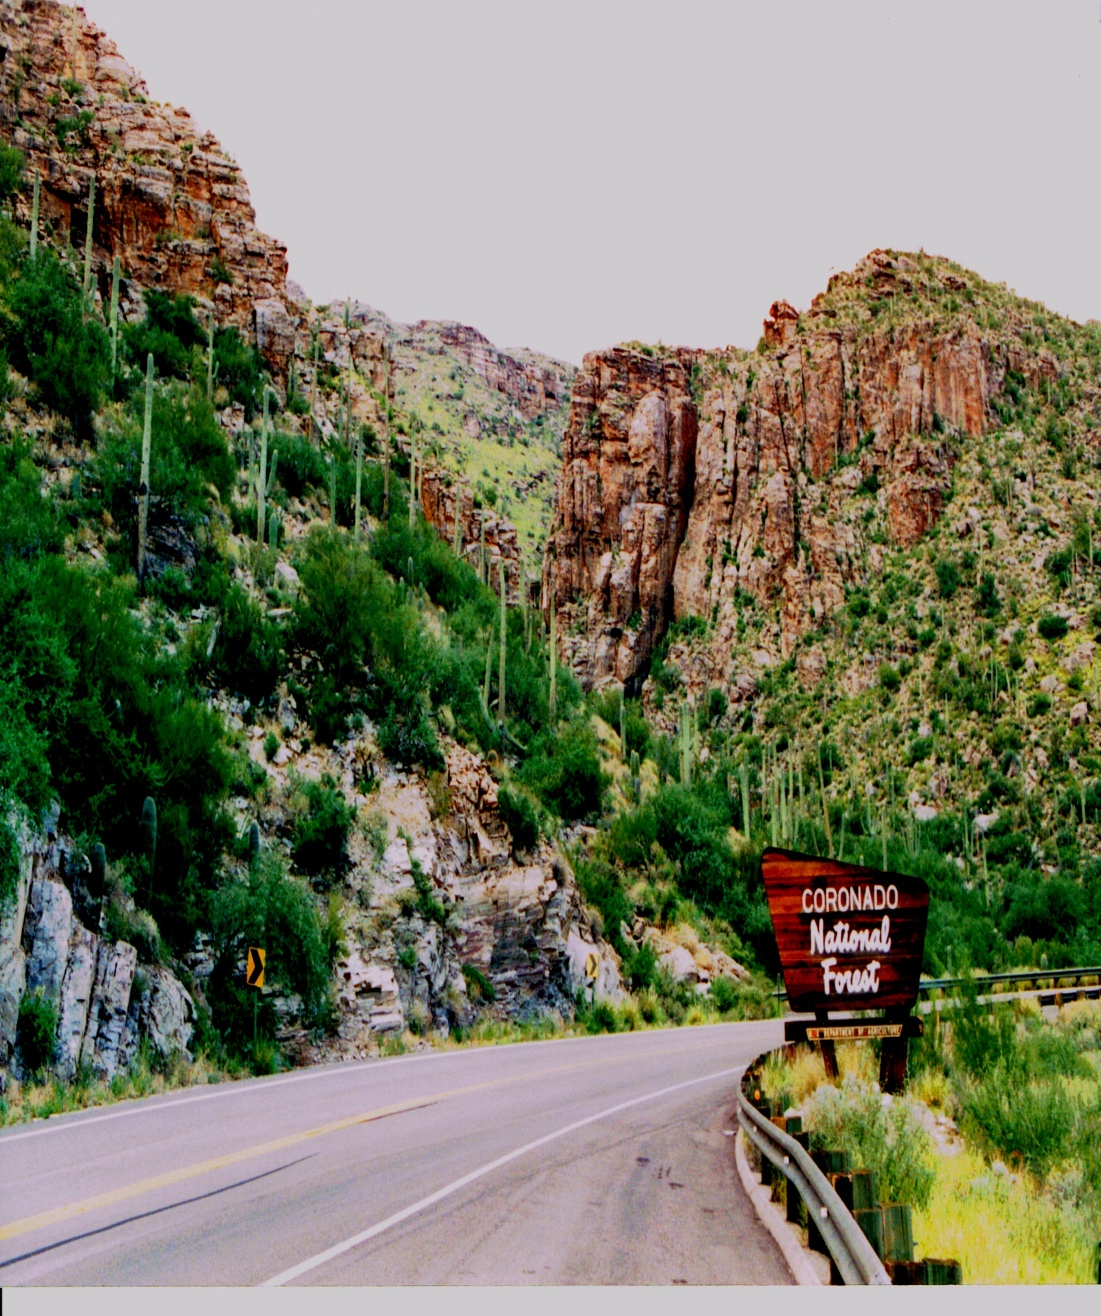 CORONADO
National
Forest
U.S. DEPARTMENT OF AGRICULTURE